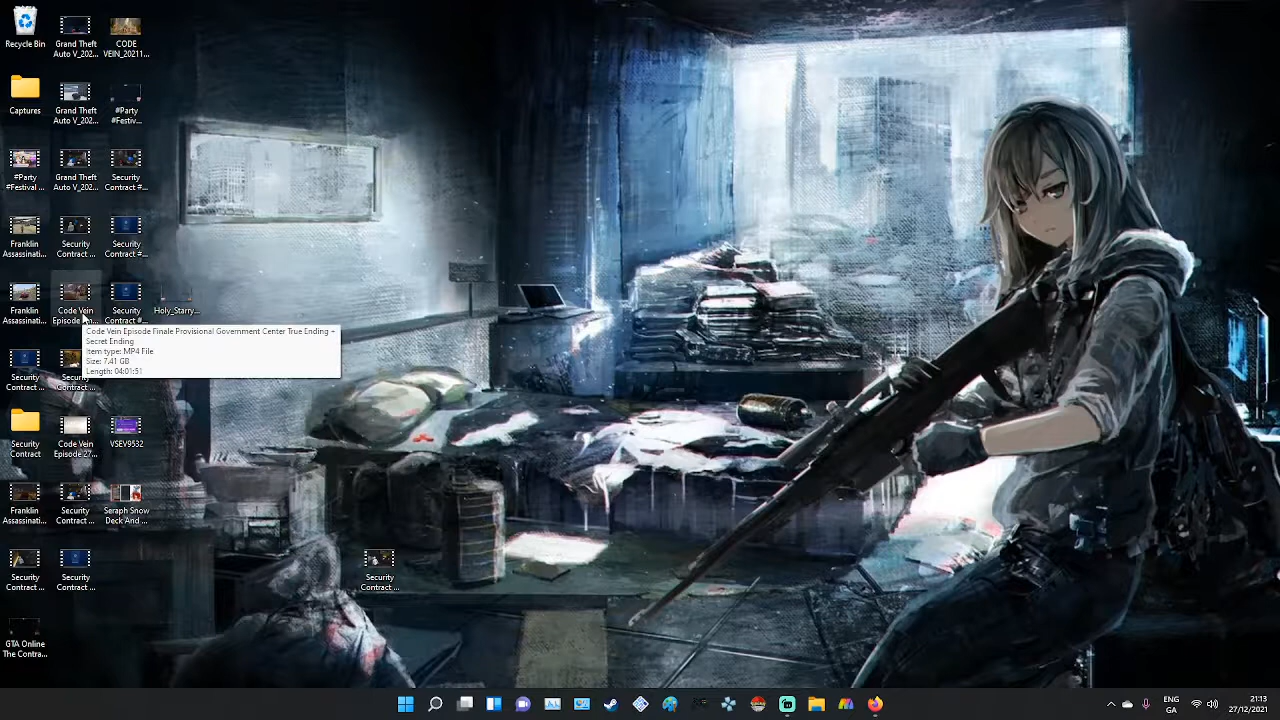 Recycle Bin
Grand Theft
Auto V_202...
CODE
VEIN_20211...
Captures
Grand Theft
Auto V_202...
#Party
#Festiv...
#Party
#Festival ...
Grand Theft
Auto V_202...
Security
Contract #...
Franklin
Assassinati...
Security
Contract ...
Security
Contract #...
Franklin
Assassinati...
Code Vein
Episode
Security
Contract #...
Holy_Starry...
Code Vein Episode Finale Provisional Government Center True Ending +
Secret Ending
Item type: MP4 File
Size: 7,41 GB
Length: 04:01:51
Security
Contract ...
Security
Contract ...
Security
Contract
Code Vein
Episode 27...
VSEV9532
Franklin
Assassinati...
Security
Contract ...
Seraph Snow
Deck And ...
Security
Contract ...
Security
Contract ...
Security
Contract ...
GTA Online
The Contra...
ENG
GA
21:13
27/12/2021